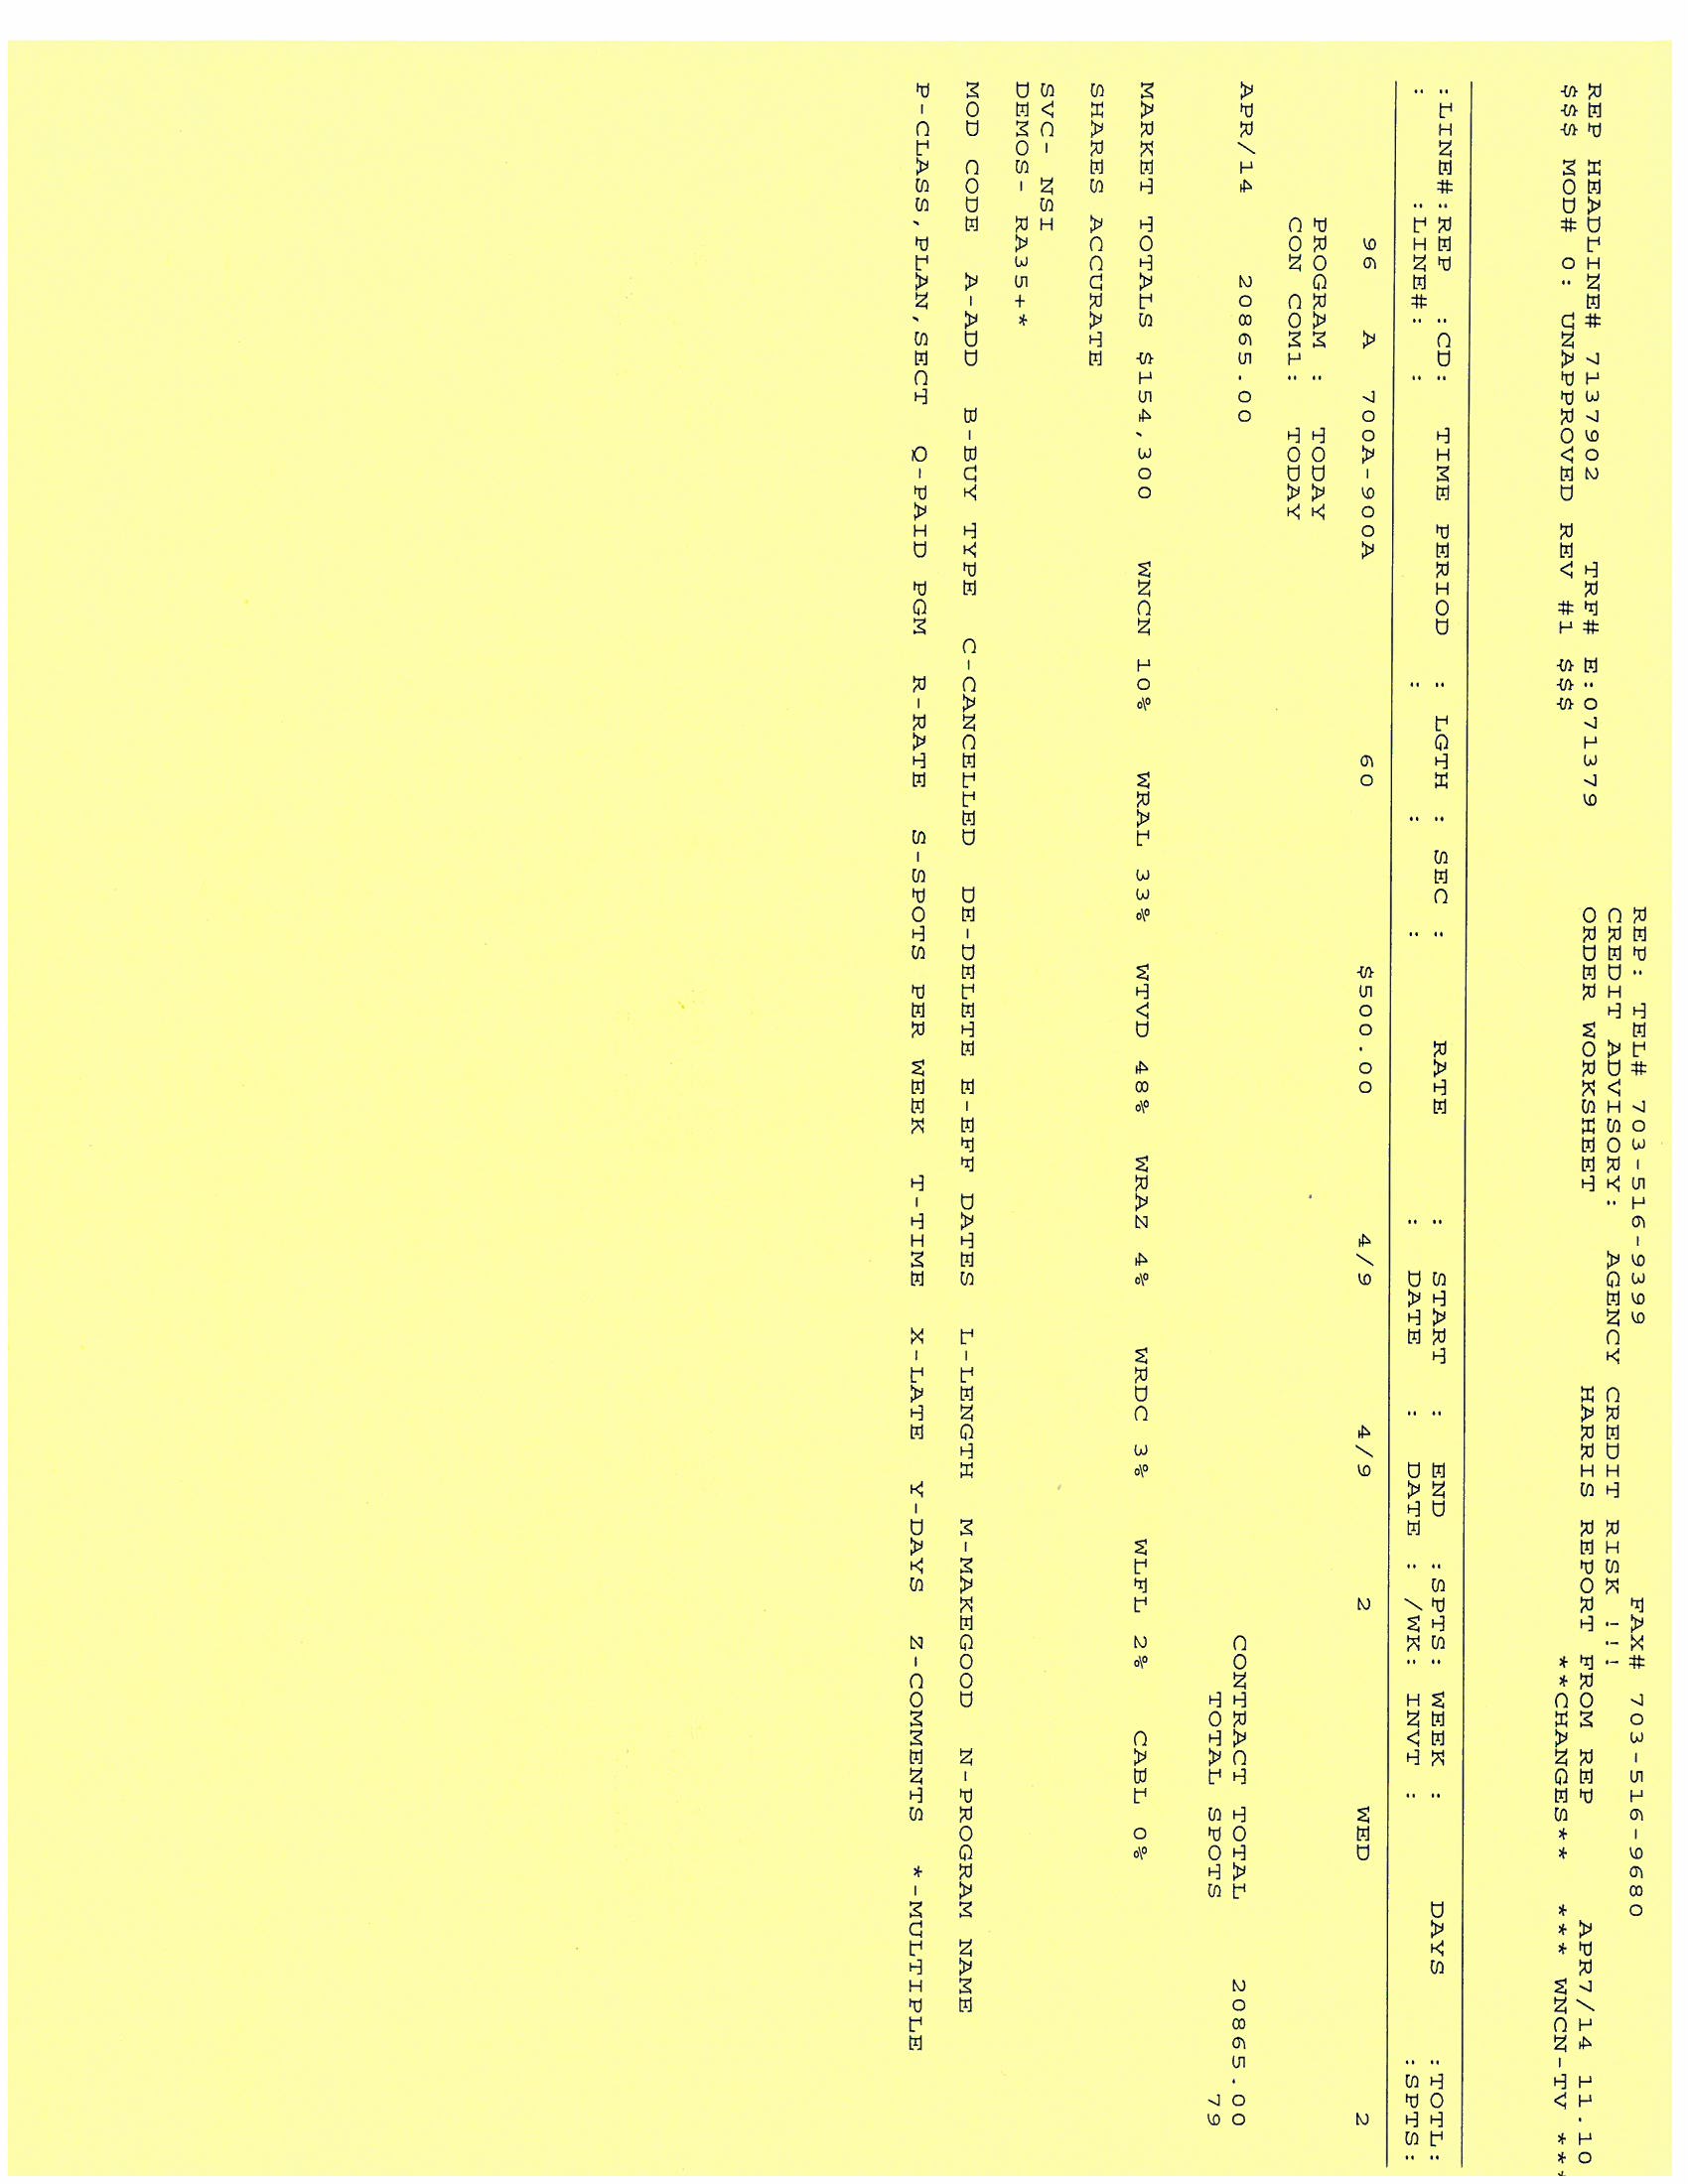 REP: TEL# 703-516-9399 FAX# 703-516-9680
CREDIT ADVISORY: AGENCY CREDIT RISK !!!
REP HEADLINE# 7137902 TRF# E:071379 ORDER WORKSHEET HARRIS REPORT FROM REP APR7/14 11.10
$$$ MOD# 0: UNAPPROVED REV #1 $$$ **CHANGES** *** WNCN-TV ***
:LINE#:REP :CD: TIME PERIOD : LGTH : SEC : RATE : START : END :SPTS: WEEK : DAYS :TOTL:
: :LINE#: : : : : : DATE : DATE : /WK: INVT : :SPTS:
96 A 700A-900A 60 $500.00 4/9 4/9 2 WED 2
PROGRAM : TODAY
CON COM1: TODAY
APR/14 20865.00 CONTRACT TOTAL 20865.00
TOTAL SPOTS 79
MARKET TOTALS $154,300 WNCN 10% WRAL 33% WTVD 48% WRAZ 4% WRDC 3% WLFL 2% CABL 0%
SHARES ACCURATE
SVC- NSI
DEMOS- RA35+*
MOD CODE A-ADD B-BUY TYPE C-CANCELLED DE-DELETE E-EFF DATES L-LENGTH M-MAKEGOOD N-PROGRAM NAME
P-CLASS,PLAN,SECT Q-PAID PGM R-RATE S-SPOTS PER WEEK T-TIME X-LATE Y-DAYS Z-COMMENTS *-MULTIPLE